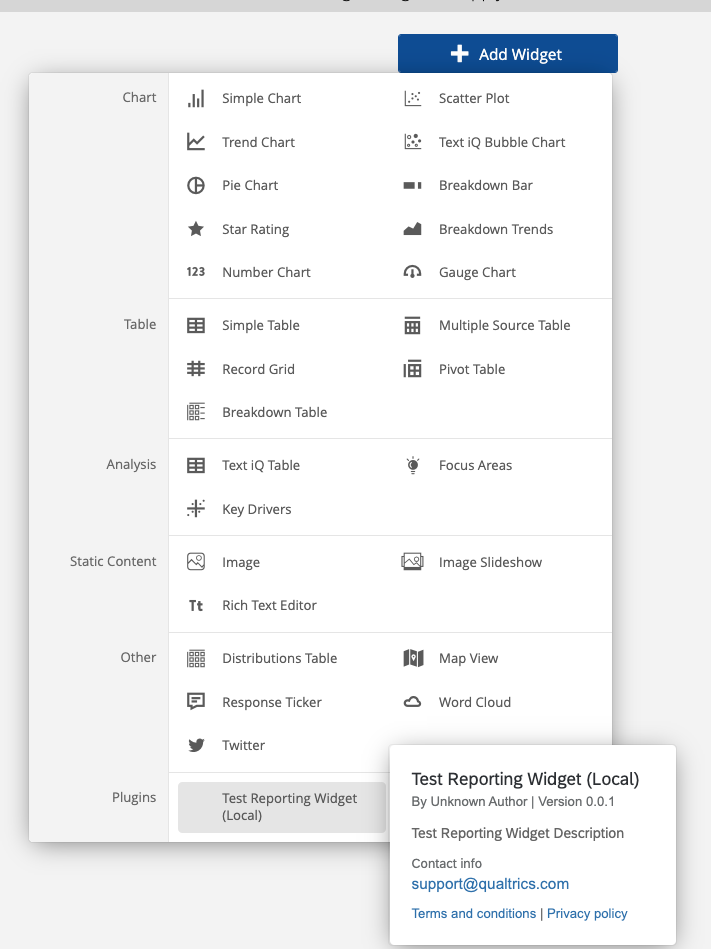 Add Widget
Chart
Simple Chart
Scatter Plot
Trend Chart
Text iQ Bubble Chart
Pie Chart
Breakdown Bar
Star Rating
Breakdown Trends
123
Number Chart
Gauge Chart
Table
Simple Table
Multiple Source Table
Record Grid
Pivot Table
Breakdown Table
Analysis
Text iQ Table
Focus Areas
Key Drivers
Static Content
Image
Image Slideshow
Tt
Rich Text Editor
Other
Distributions Table
Map View
Response Ticker
Word Cloud
Twitter
Plugins
Test Reporting Widget
(Local)
Test Reporting Widget (Local)
By Unknown Author | Version 0.0.1
Test Reporting Widget Description
Contact info
support@qualtrics.com
Terms and conditions | Privacy policy